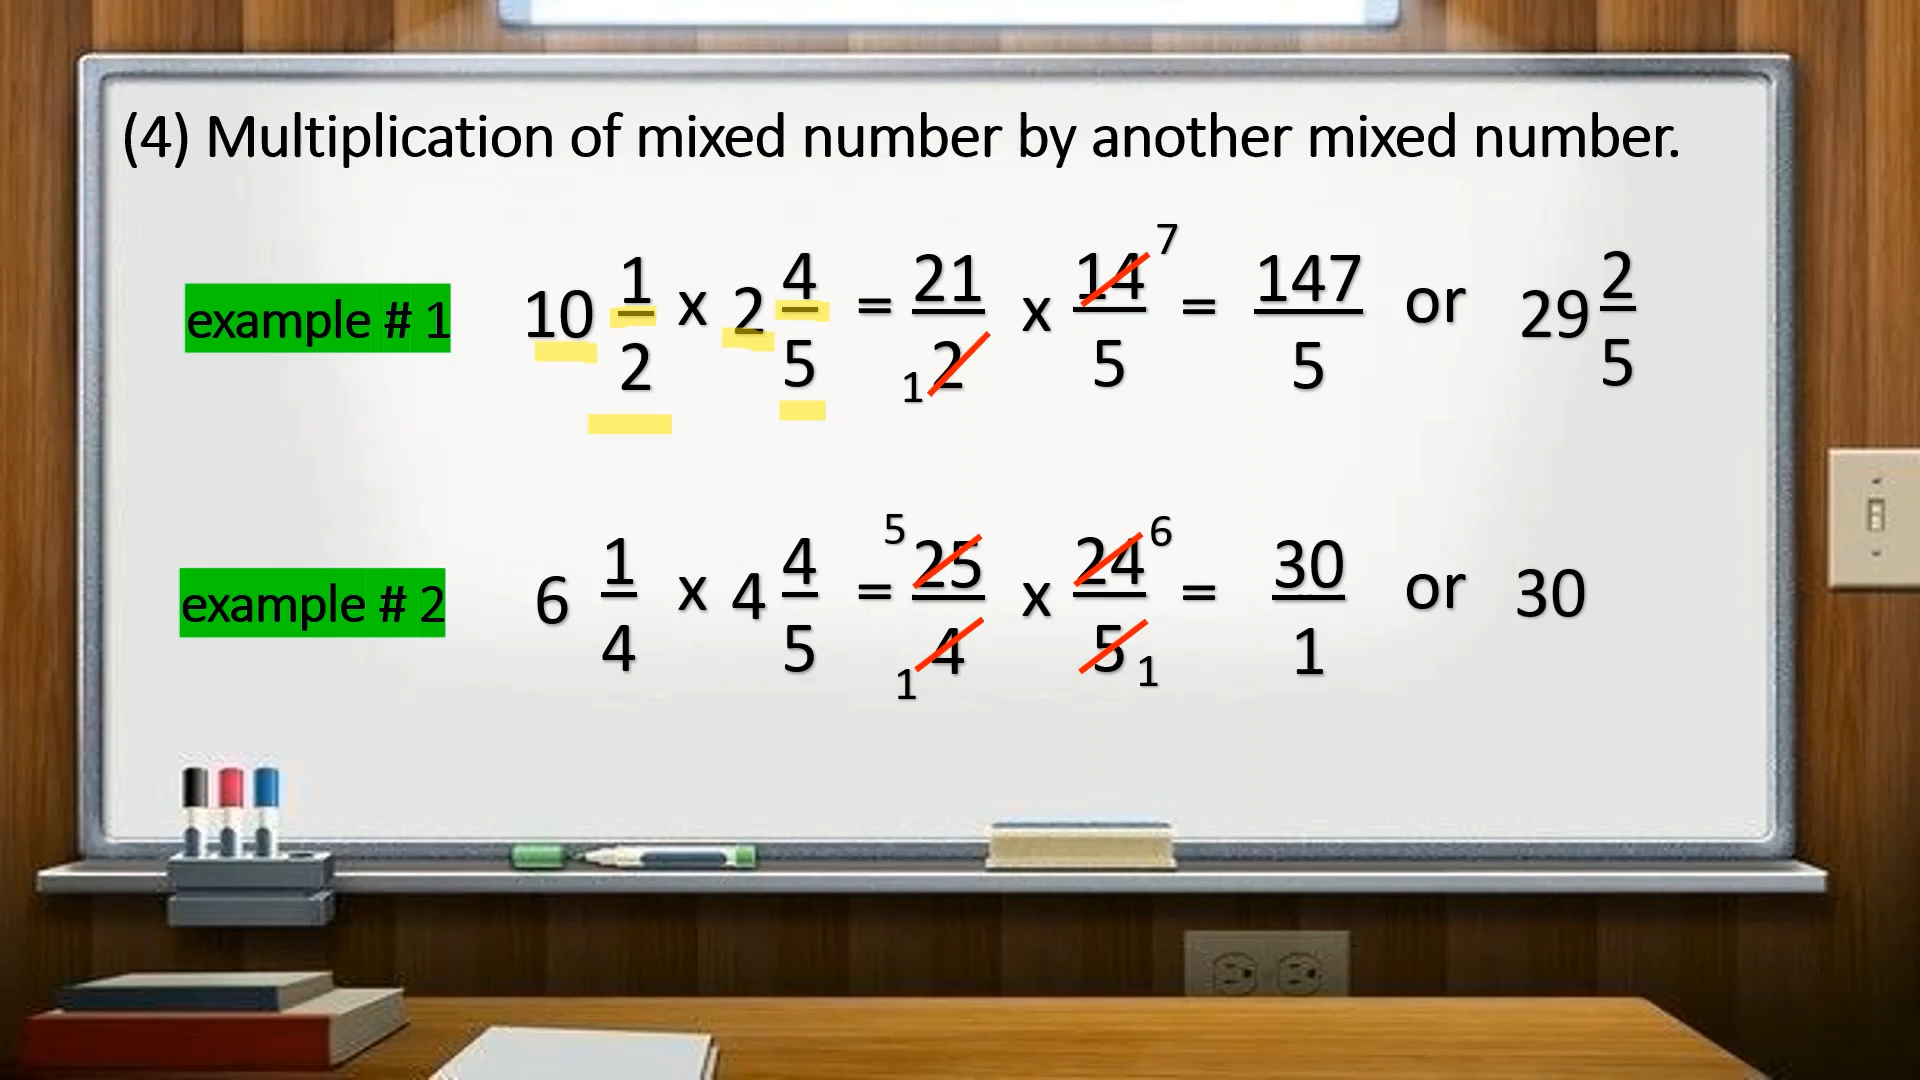 (4) Multiplication of mixed number by another mixed number.
example # 1 10 1/2 x 2 4/5 = 21/2 1 x 14/5 7 = 147/5 or 29 2/5
example # 2 6 1/4 x 4 4/5 = 5 25/4 1 x 24/5 6 1 = 30/1 or 30